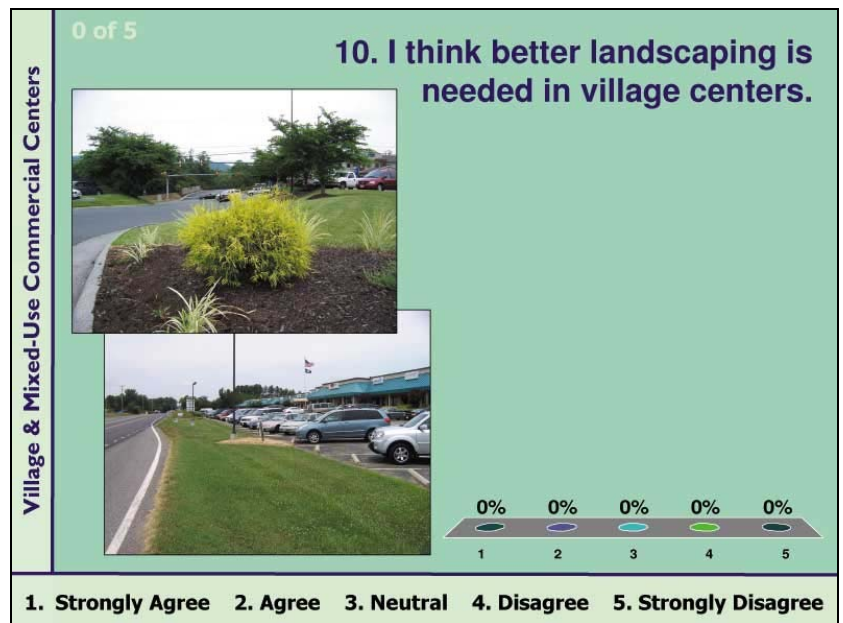 0 of 5
10. I think better landscaping is
needed in village centers.
Village & Mixed-Use Commercial Centers
0% 0% 0% 0% 0%
1 2 3 4 5
1. Strongly Agree 2. Agree 3. Neutral 4. Disagree 5. Strongly Disagree